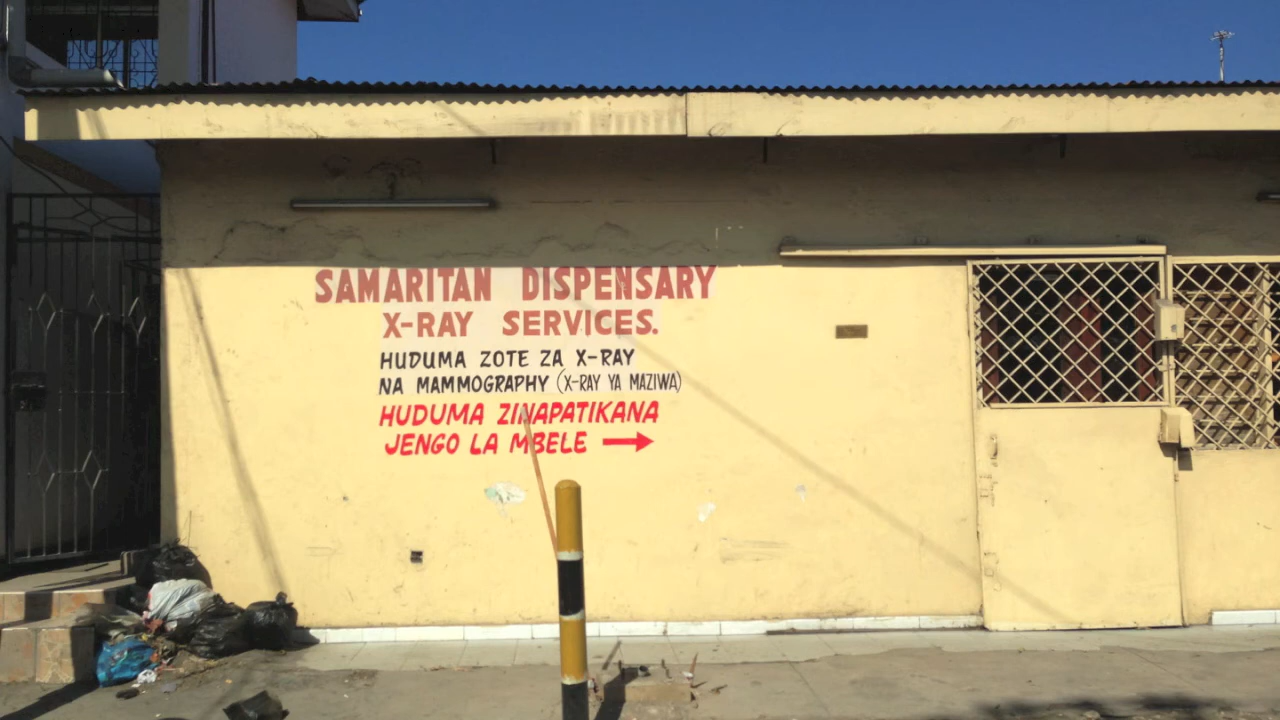 SAMARITAN DISPENSARY
X-RAY SERVICES.
HUDUMA ZOTE ZA X-RAY
NA MAMMOGRAPHY (X-RAY YA MAZIWA)
HUDUMA ZINAPATIKANA
JENGO LA MBELE →